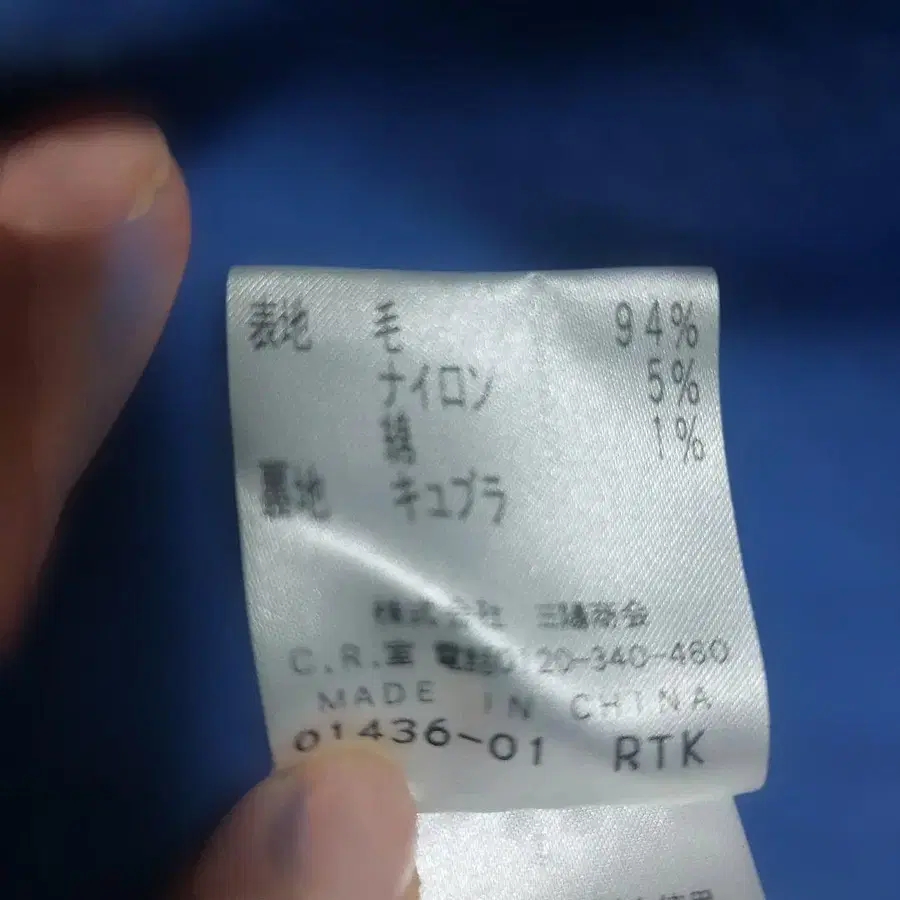 表地 毛 94%
ナイロン 5%
絹 1%
裏地 キュプラ
株式会社 三陽商会
C.R.室 電話0120-340-460
MADE IN CHINA
01436-01 RTK